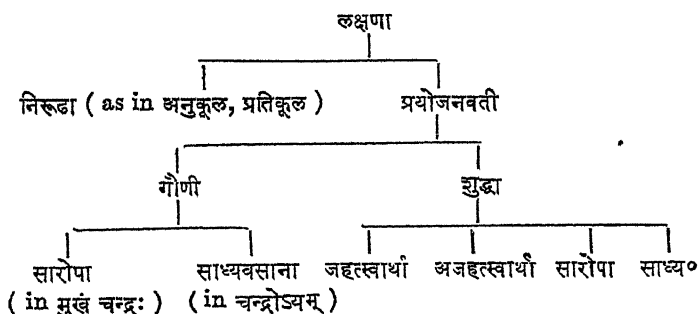 लक्षणा
निरूढा ( as in अनुकूल, प्रतिकूल ) प्रयोजनवती
गौणी शुद्धा
सारोपा साध्यवसाना जहत्स्वार्था अजहत्स्वार्था सारोपा साध्य०
( in मुखं चन्द्रः ) ( in चन्द्रोऽयम् )